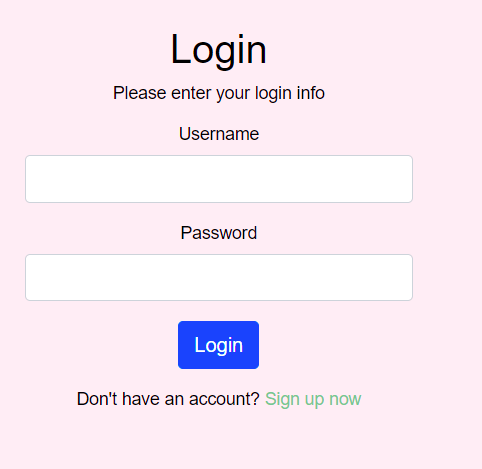 Login
Please enter your login info
Username
Password
Login
Don't have an account? Sign up now